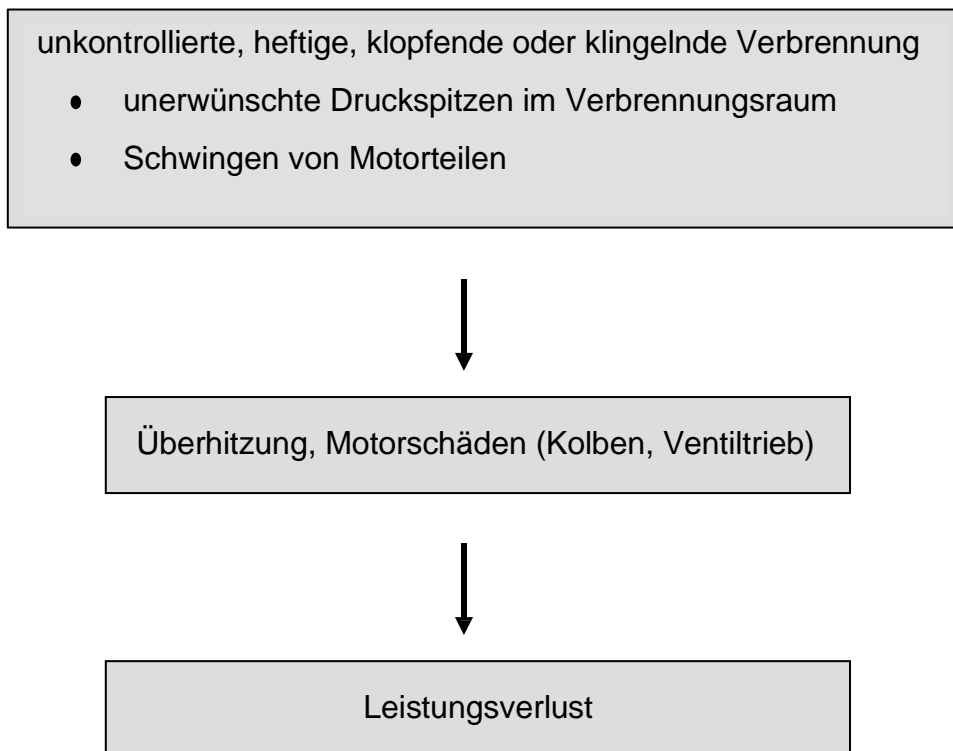 unkontrollierte, heftige, klopfende oder klingelnde Verbrennung
● unerwünschte Druckspitzen im Verbrennungsraum
● Schwingen von Motorteilen
Überhitzung, Motorschäden (Kolben, Ventiltrieb)
Leistungsverlust